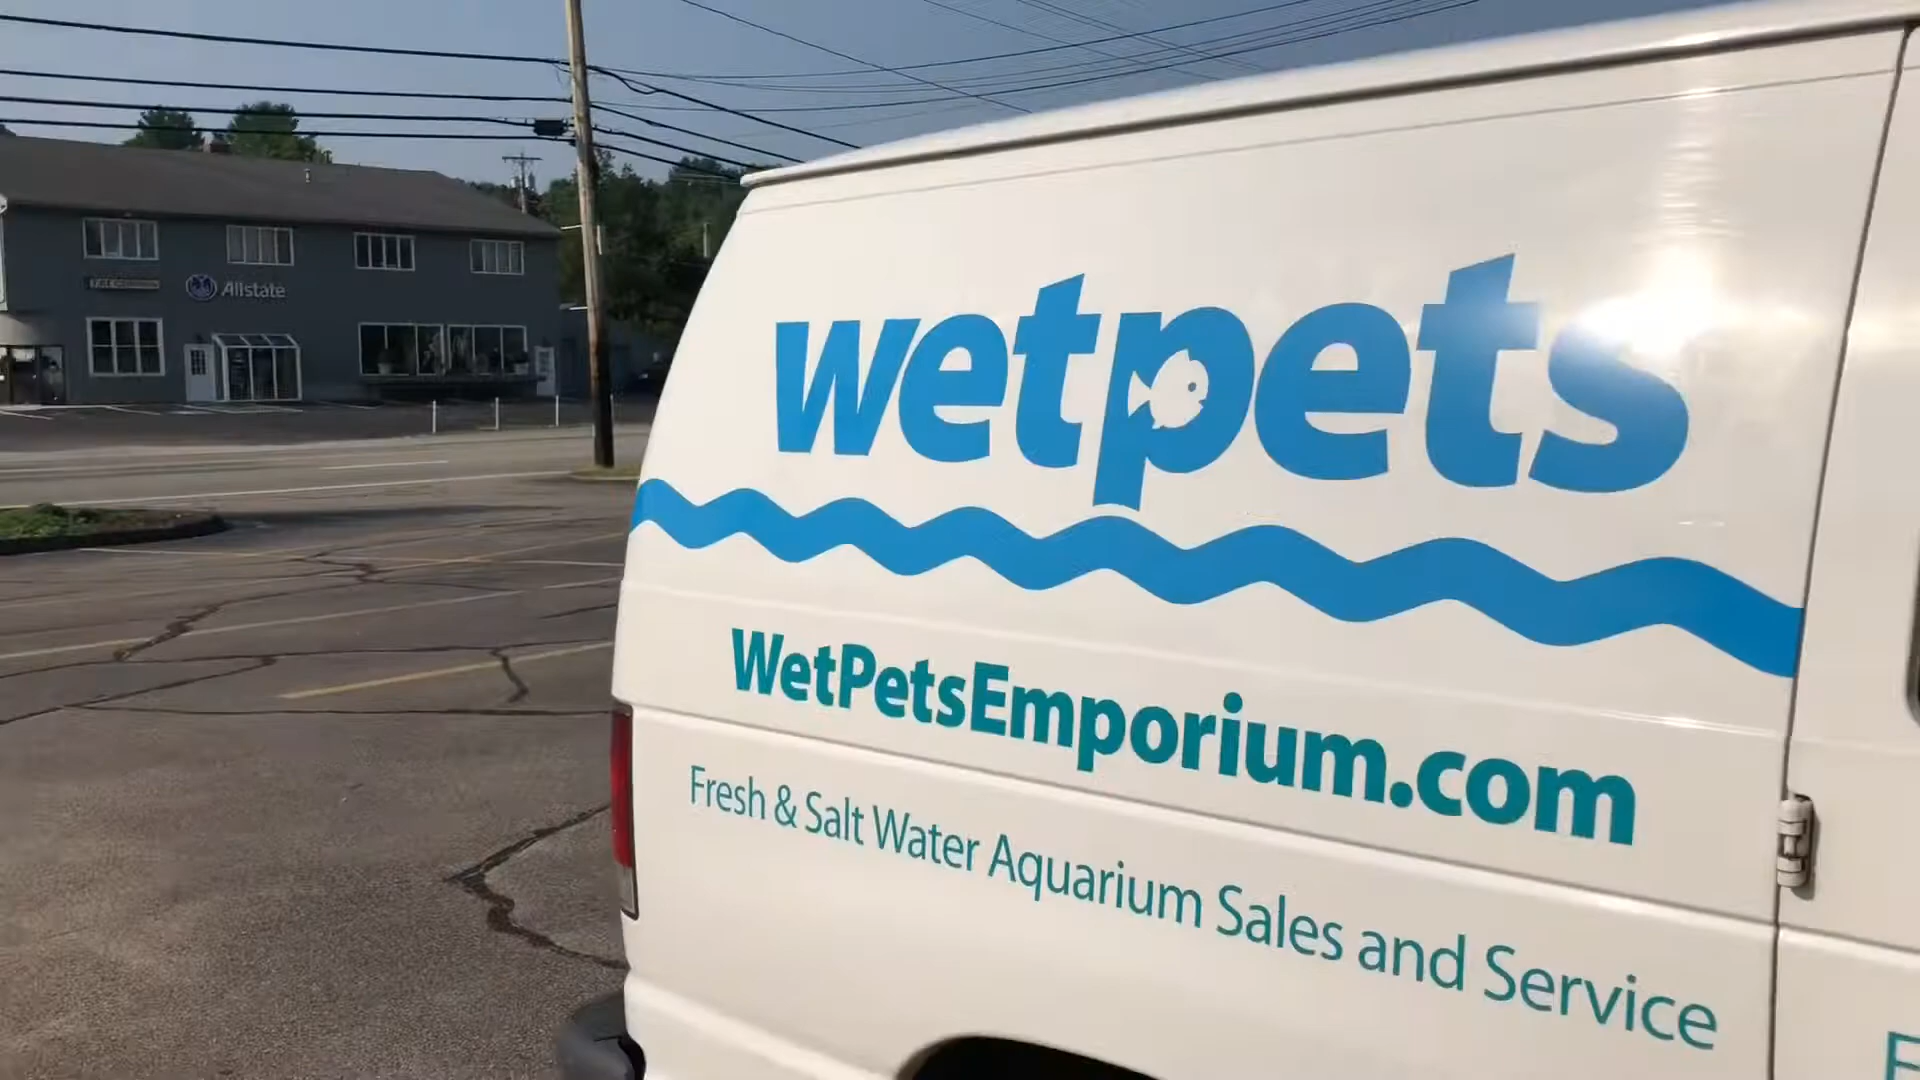 Allstate
wetpets
WetPetsEmporium.com
Fresh & Salt Water Aquarium Sales and Service